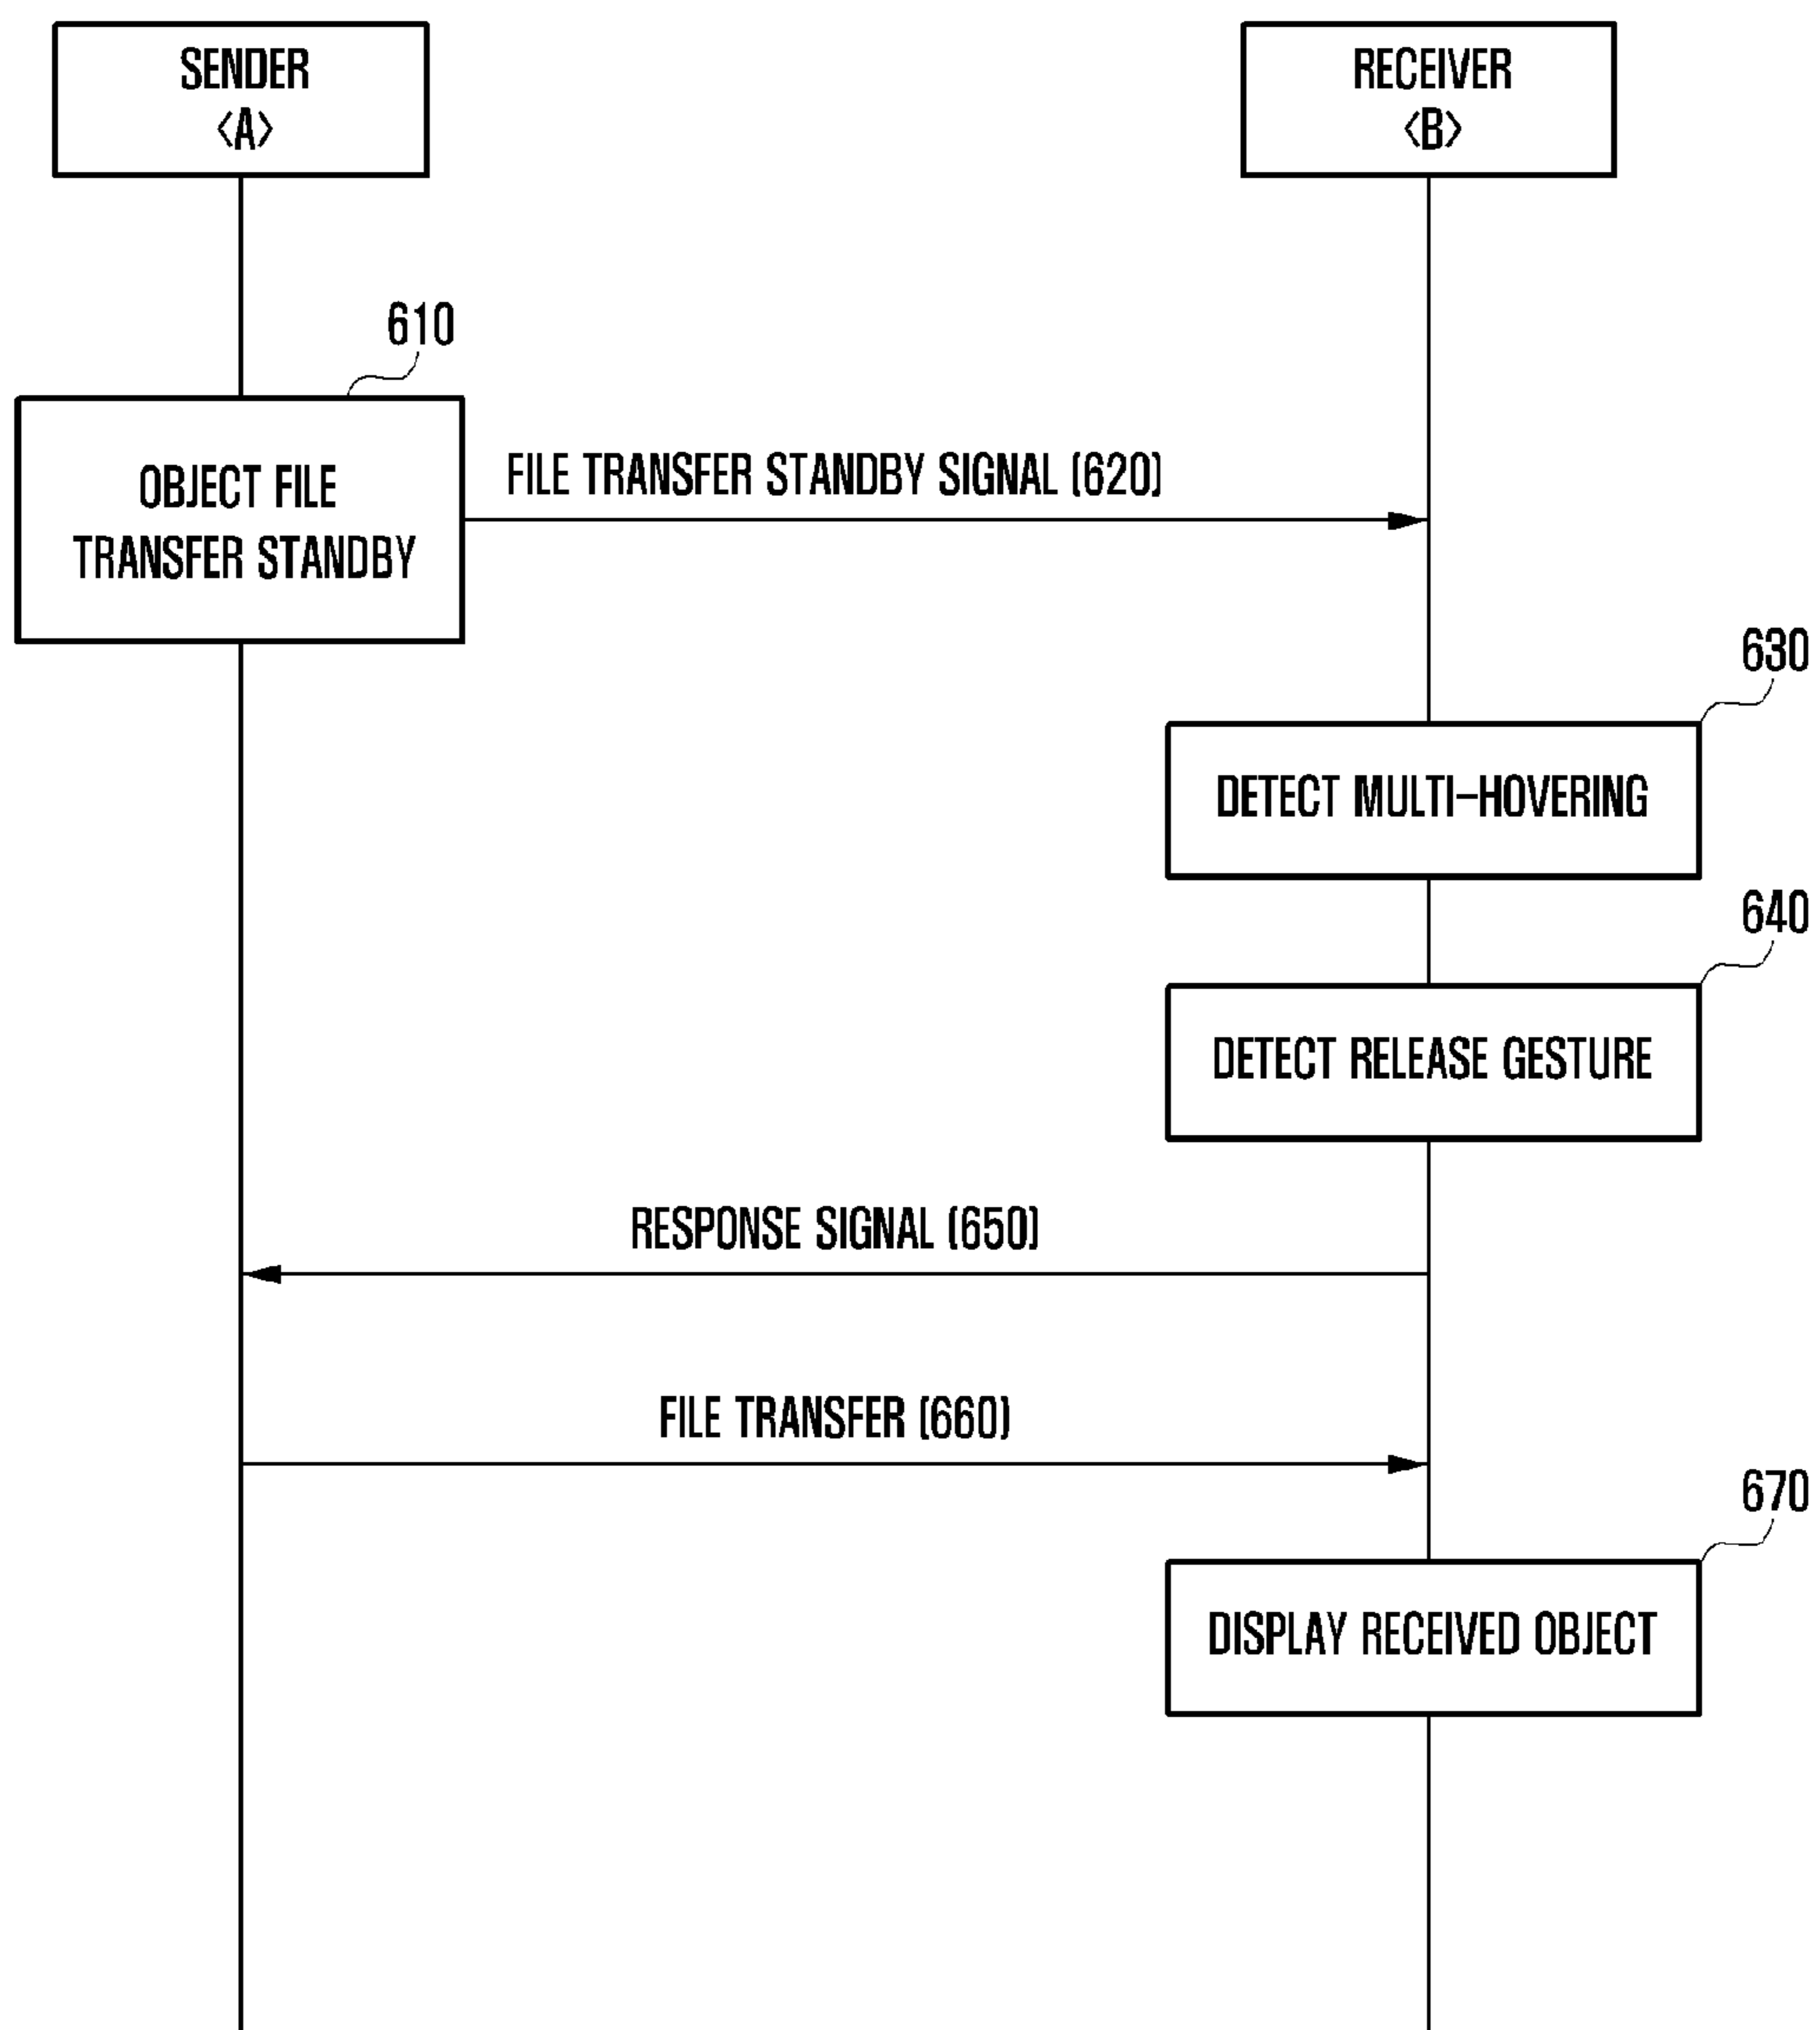 SENDER
<A>
RECEIVER
<B>
610
OBJECT FILE
TRANSFER STANDBY
FILE TRANSFER STANDBY SIGNAL (620)
630
DETECT MULTI-HOVERING
640
DETECT RELEASE GESTURE
RESPONSE SIGNAL (650)
FILE TRANSFER (660)
670
DISPLAY RECEIVED OBJECT